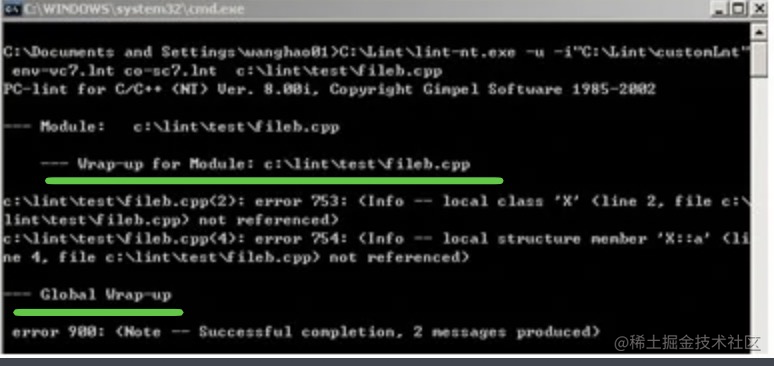 C:\WINDOWS\system32\cmd.exe
C:\Documents and Settings\wanghao01>C:\Lint\lint-nt.exe -u -i"C:\Lint\customLnt"
env-vc7.lnt co-sc7.lnt c:\lint\test\fileb.cpp
PC-lint for C/C++ (NT) Ver. 8.00i, Copyright Gimpel Software 1985-2002
--- Module: c:\lint\test\fileb.cpp
--- Wrap-up for Module: c:\lint\test\fileb.cpp
c:\lint\test\fileb.cpp(2): error 753: (Info -- local class 'X' (line 2, file c:\
lint\test\fileb.cpp) not referenced)
c:\lint\test\fileb.cpp(4): error 754: (Info -- local structure member 'X::a' (li
ne 4, file c:\lint\test\fileb.cpp) not referenced)
--- Global Wrap-up
error 900: (Note -- Successful completion, 2 messages produced)
@稀土掘金技术社区